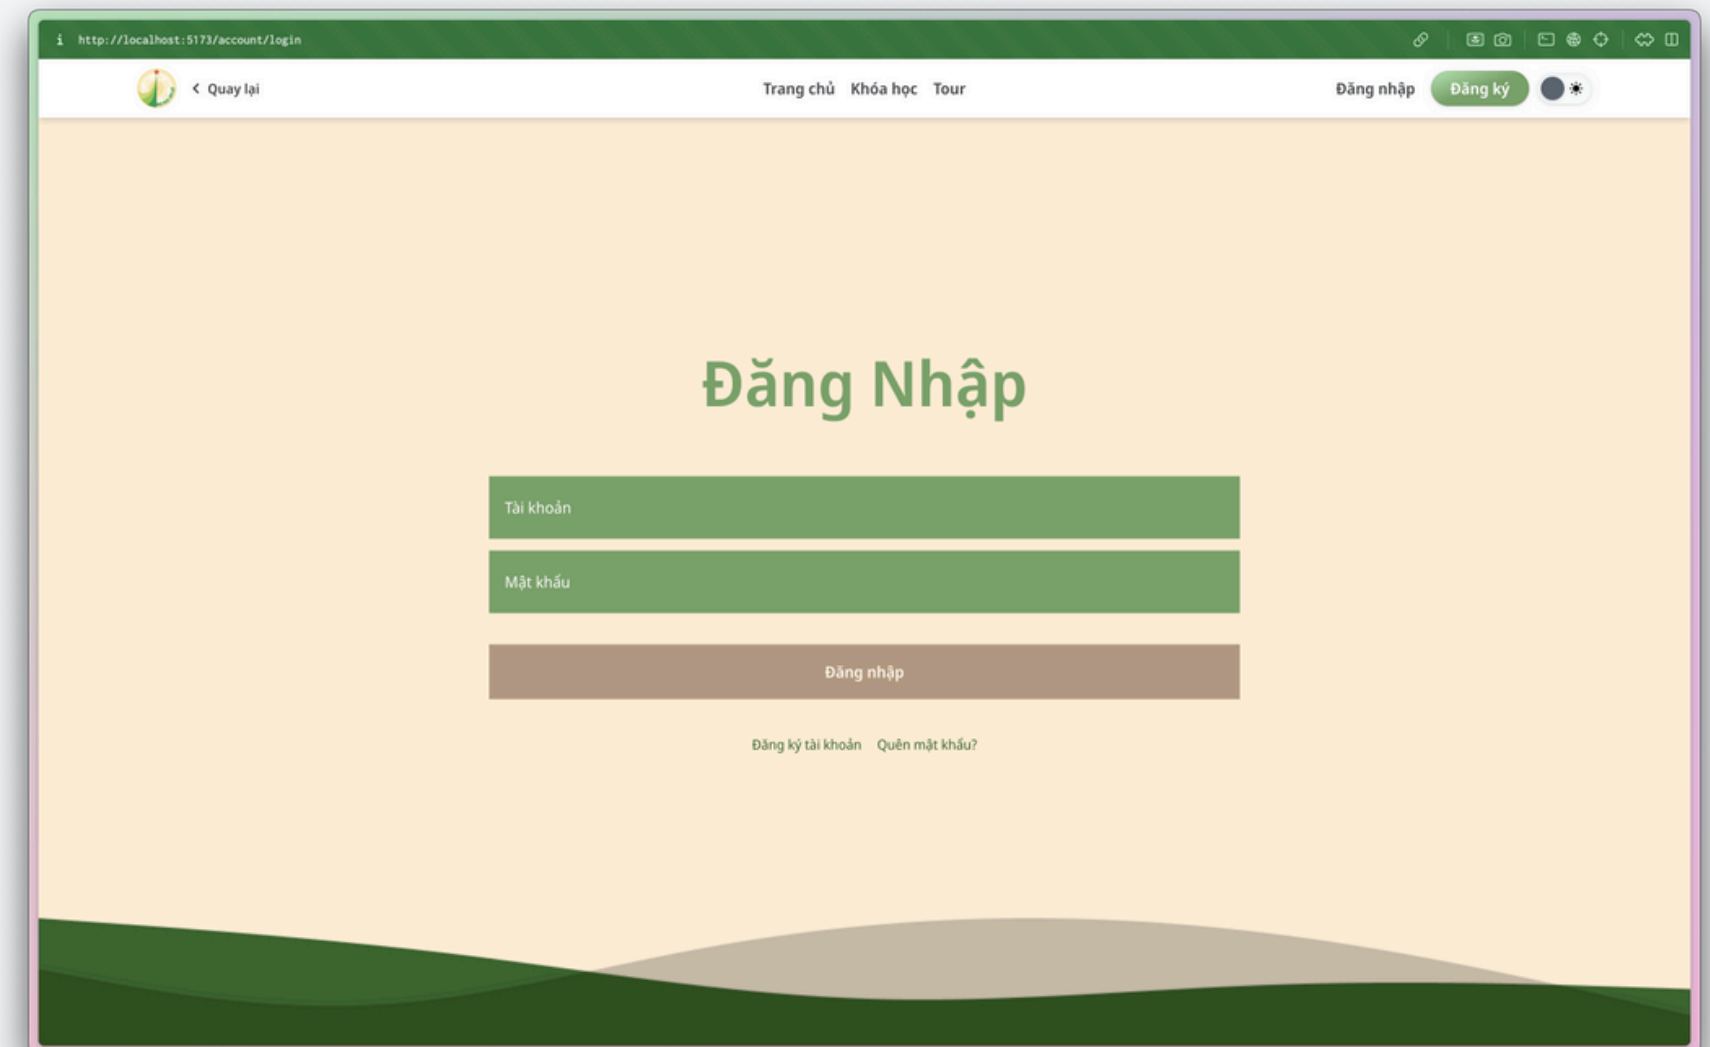 i http://localhost:5173/account/login
Quay lại Trang chủ Khóa học Tour Đăng nhập Đăng ký
Đăng Nhập
Tài khoản
Mật khẩu
Đăng nhập
Đăng ký tài khoản Quên mật khẩu?